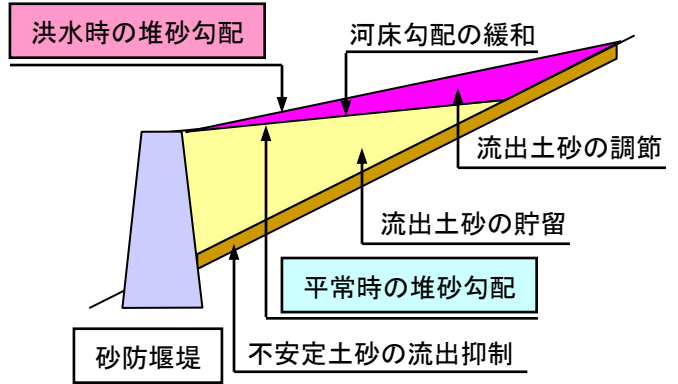 洪水時の堆砂勾配
河床勾配の緩和
流出土砂の調節
流出土砂の貯留
平常時の堆砂勾配
砂防堰堤
不安定土砂の流出抑制